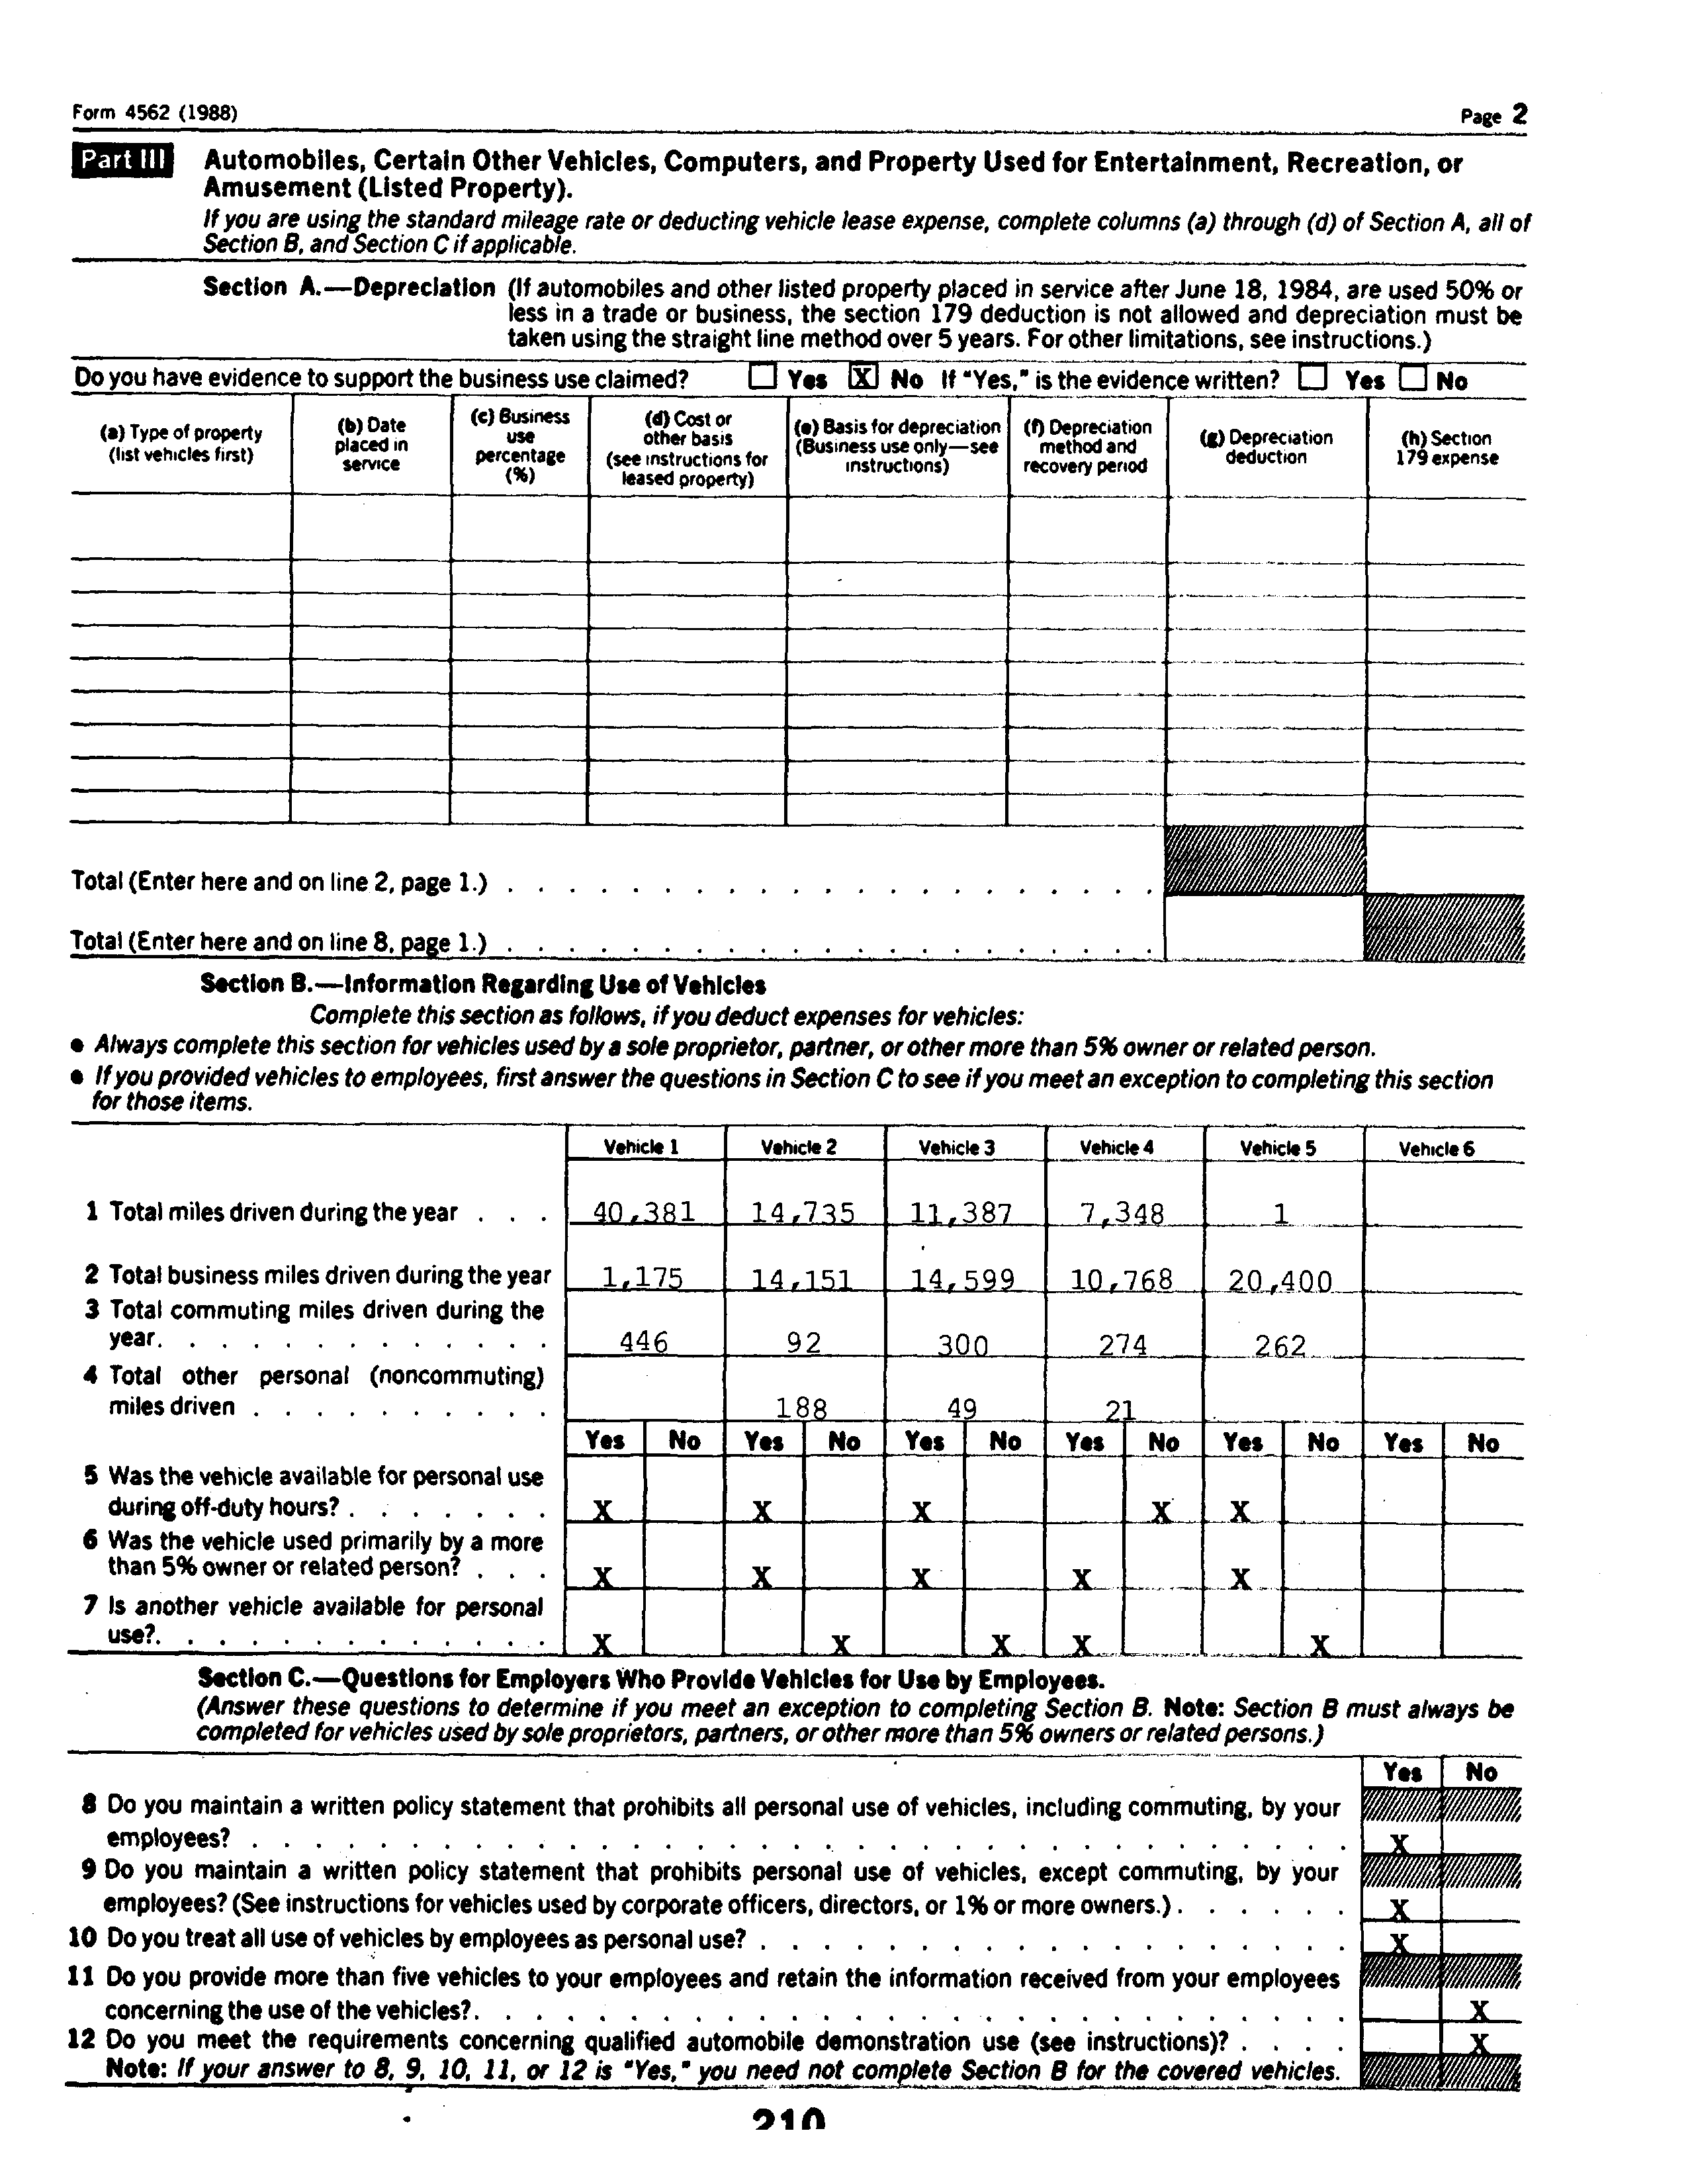 Form 4562 (1988)
Page 2
Part III
Automobiles, Certain Other Vehicles, Computers, and Property Used for Entertainment, Recreation, or
Amusement (Listed Property).
If you are using the standard mileage rate or deducting vehicle lease expense, complete columns (a) through (d) of Section A, all of
Section B, and Section C if applicable.
Section A.—Depreciation (If automobiles and other listed property placed in service after June 18, 1984, are used 50% or
less in a trade or business, the section 179 deduction is not allowed and depreciation must be
taken using the straight line method over 5 years. For other limitations, see instructions.)
Do you have evidence to support the business use claimed? Yes X No If "Yes," is the evidence written? Yes No
(a) Type of property
(list vehicles first)
(b) Date
placed in
service
(c) Business
use
percentage
(%)
(d) Cost or
other basis
(see instructions for
leased property)
(e) Basis for depreciation
(Business use only—see
instructions)
(f) Depreciation
method and
recovery period
(g) Depreciation
deduction
(h) Section
179 expense
Total (Enter here and on line 2, page 1.) . . . . . . . . . . . . . . . . . . . . .
Total (Enter here and on line 8, page 1.) . . . . . . . . . . . . . . . . . . . . .
Section B.—Information Regarding Use of Vehicles
Complete this section as follows, if you deduct expenses for vehicles:
● Always complete this section for vehicles used by a sole proprietor, partner, or other more than 5% owner or related person.
● If you provided vehicles to employees, first answer the questions in Section C to see if you meet an exception to completing this section
for those items.
Vehicle 1 Vehicle 2 Vehicle 3 Vehicle 4 Vehicle 5 Vehicle 6
1 Total miles driven during the year . . . 40,381 14,735 11,387 7,348 1
2 Total business miles driven during the year 1,175 14,151 14,599 10,768 20,400
3 Total commuting miles driven during the
year. . . . . . . . . . . . . 446 92 300 274 262
4 Total other personal (noncommuting)
miles driven . . . . . . . . . . 188 49 21
Yes No Yes No Yes No Yes No Yes No Yes No
5 Was the vehicle available for personal use
during off-duty hours? . . . . . . . X X X X X
6 Was the vehicle used primarily by a more
than 5% owner or related person? . . . X X X X X
7 Is another vehicle available for personal
use?. . . . . . . . . . . . . X X X X X
Section C.—Questions for Employers Who Provide Vehicles for Use by Employees.
(Answer these questions to determine if you meet an exception to completing Section B. Note: Section B must always be
completed for vehicles used by sole proprietors, partners, or other more than 5% owners or related persons.)
Yes No
8 Do you maintain a written policy statement that prohibits all personal use of vehicles, including commuting, by your
employees? . . . . . . . . . . . . . . . . . . . . . . . . . . . . . . . . . . . X
9 Do you maintain a written policy statement that prohibits personal use of vehicles, except commuting, by your
employees? (See instructions for vehicles used by corporate officers, directors, or 1% or more owners.) . . . . . . X
10 Do you treat all use of vehicles by employees as personal use? . . . . . . . . . . . . . . . . . . . X
11 Do you provide more than five vehicles to your employees and retain the information received from your employees
concerning the use of the vehicles?. . . . . . . . . . . . . . . . . . . . . . . . . . . . X
12 Do you meet the requirements concerning qualified automobile demonstration use (see instructions)? . . . . X
Note: If your answer to 8, 9, 10, 11, or 12 is "Yes," you need not complete Section B for the covered vehicles.
210